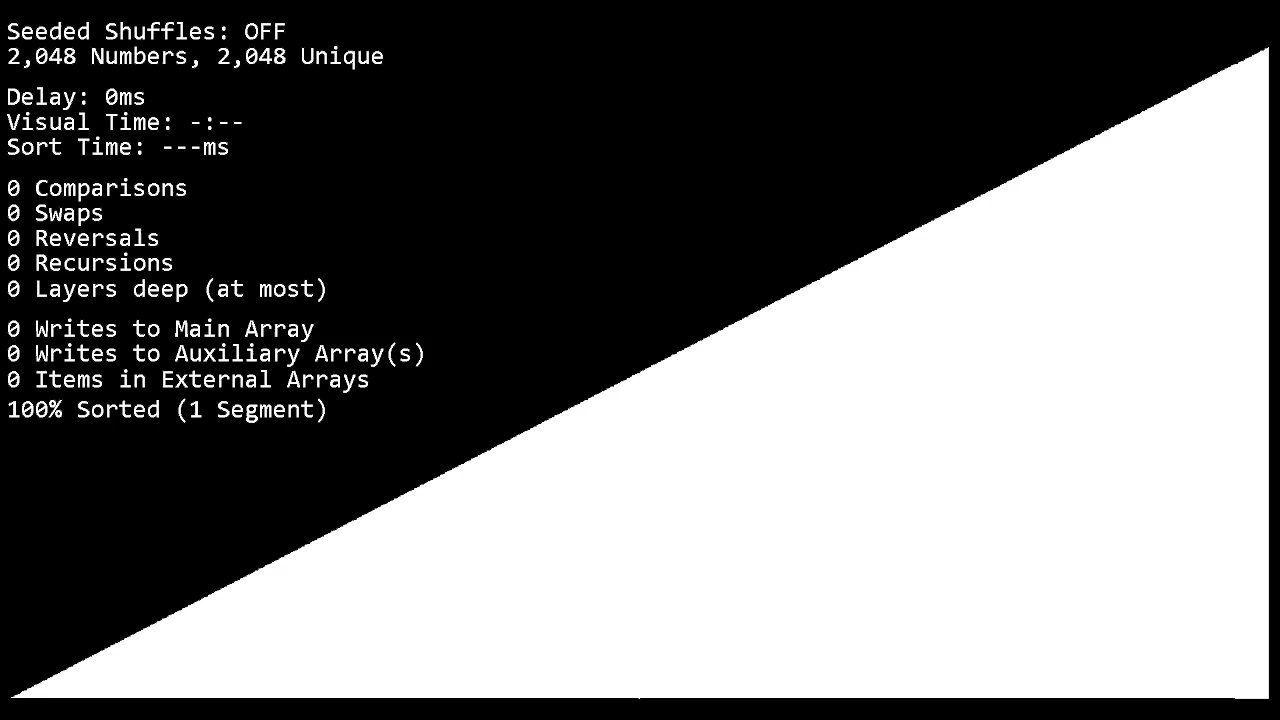 Seeded Shuffles: OFF
2,048 Numbers, 2,048 Unique
Delay: 0ms
Visual Time: -:--
Sort Time: ---ms
0 Comparisons
0 Swaps
0 Reversals
0 Recursions
0 Layers deep (at most)
0 Writes to Main Array
0 Writes to Auxiliary Array(s)
0 Items in External Arrays
100% Sorted (1 Segment)